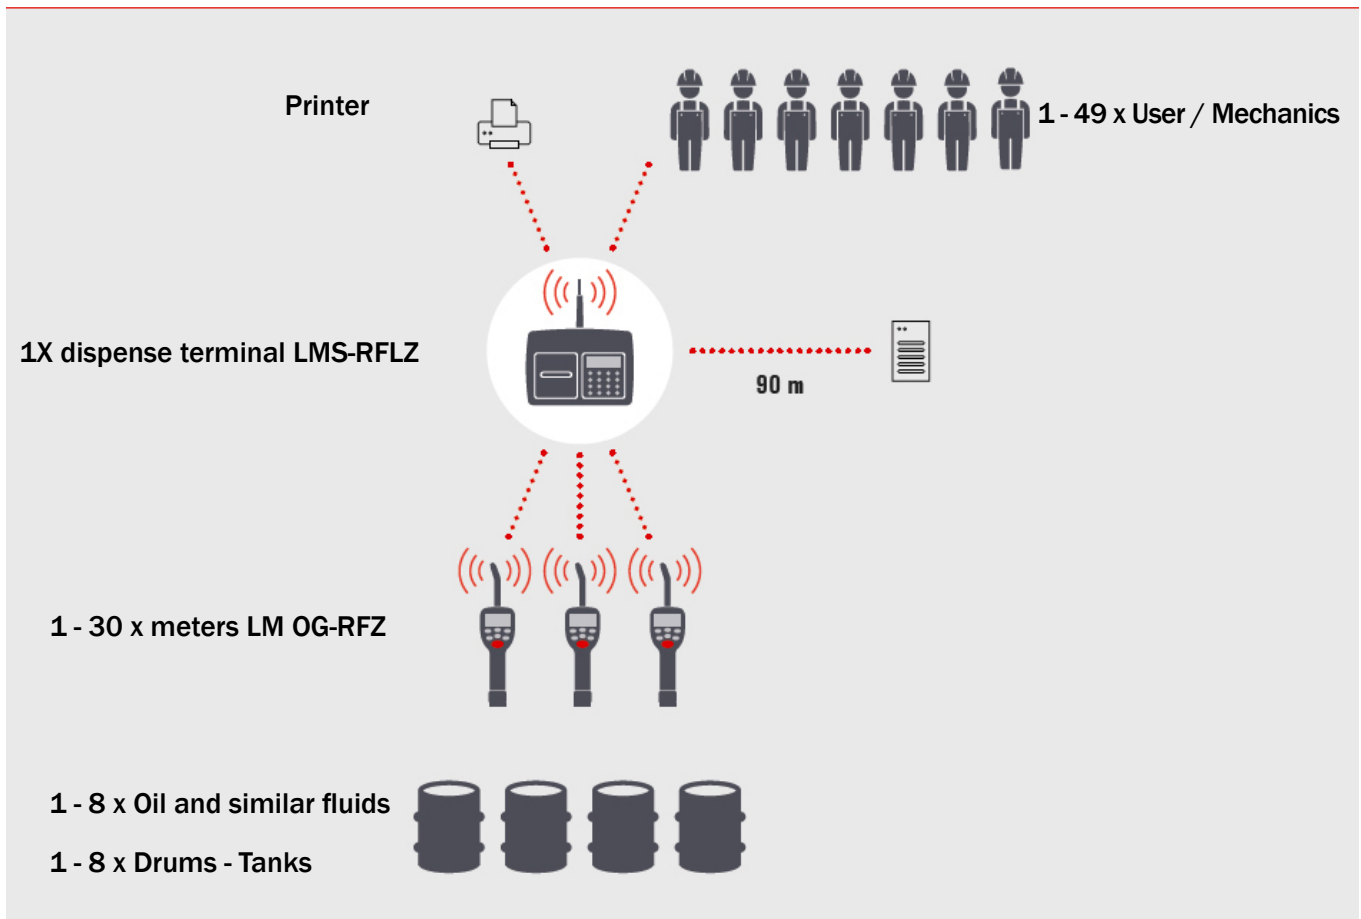 Printer
1 - 49 x User / Mechanics
1X dispense terminal LMS-RFLZ
90 m
1 - 30 x meters LM OG-RFZ
1 - 8 x Oil and similar fluids
1 - 8 x Drums - Tanks